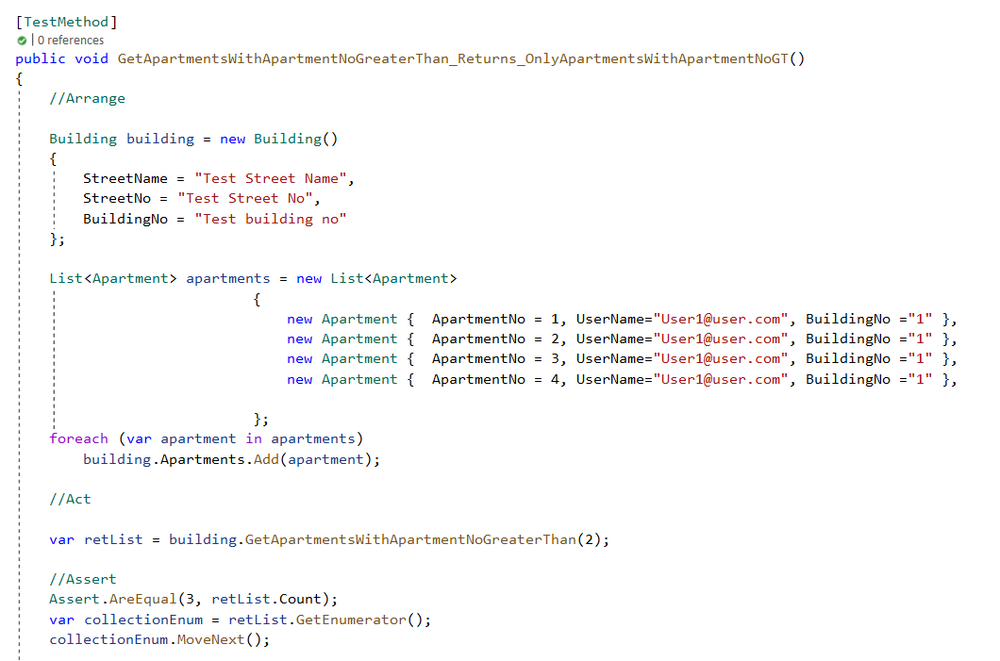 [TestMethod]
| 0 references
public void GetApartmentsWithApartmentNoGreaterThan_Returns_OnlyApartmentsWithApartmentNoGT()
{
//Arrange
Building building = new Building()
{
StreetName = "Test Street Name",
StreetNo = "Test Street No",
BuildingNo = "Test building no"
};
List<Apartment> apartments = new List<Apartment>
{
new Apartment {  ApartmentNo = 1, UserName="User1@user.com", BuildingNo ="1" },
new Apartment {  ApartmentNo = 2, UserName="User1@user.com", BuildingNo ="1" },
new Apartment {  ApartmentNo = 3, UserName="User1@user.com", BuildingNo ="1" },
new Apartment {  ApartmentNo = 4, UserName="User1@user.com", BuildingNo ="1" },
};
foreach (var apartment in apartments)
building.Apartments.Add(apartment);
//Act
var retList = building.GetApartmentsWithApartmentNoGreaterThan(2);
//Assert
Assert.AreEqual(3, retList.Count);
var collectionEnum = retList.GetEnumerator();
collectionEnum.MoveNext();